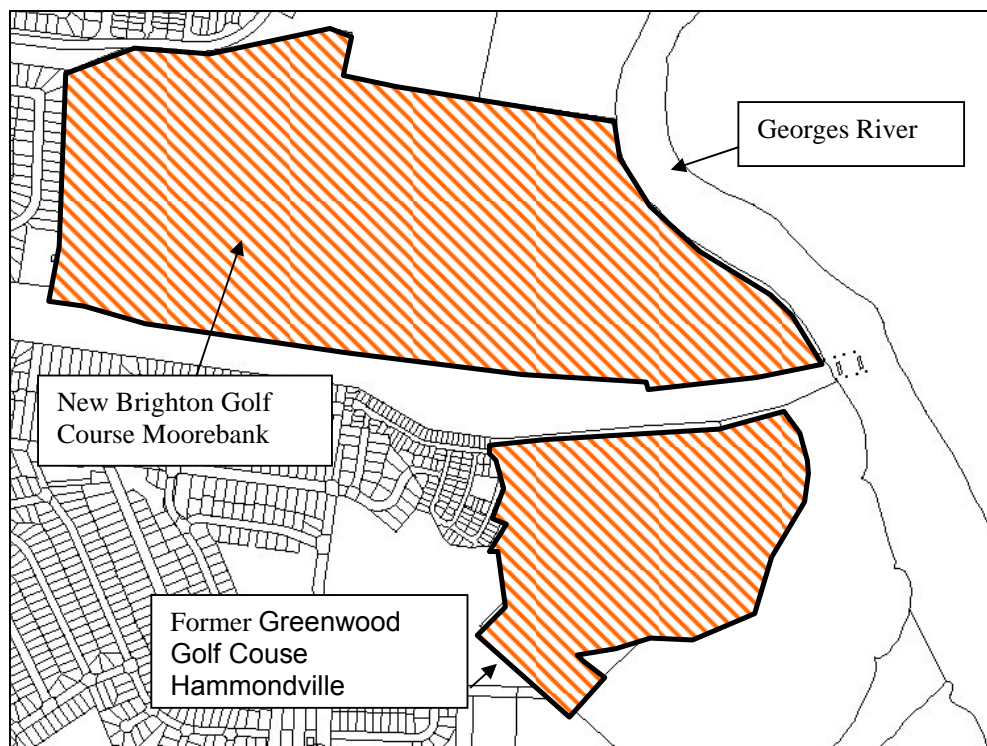 Georges River
New Brighton Golf
Course Moorebank
Former Greenwood
Golf Couse
Hammondville